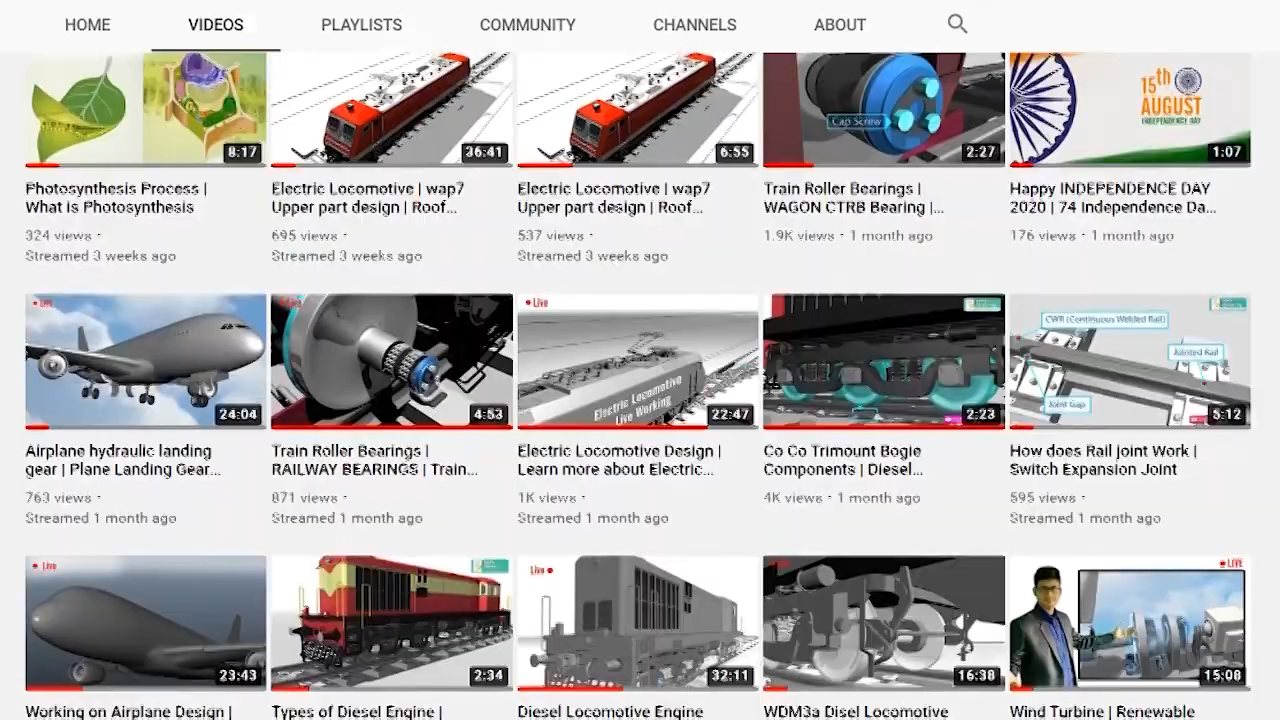 HOME VIDEOS PLAYLISTS COMMUNITY CHANNELS ABOUT
Cap Screw
15th
AUGUST
INDEPENDENCE DAY
8:17 36:41 6:55 2:27 1:07
Photosynthesis Process |
What is Photosynthesis
324 views ·
Streamed 3 weeks ago
Electric Locomotive | wap7
Upper part design | Roof...
695 views ·
Streamed 3 weeks ago
Electric Locomotive | wap7
Upper part design | Roof...
537 views ·
Streamed 3 weeks ago
Train Roller Bearings |
WAGON CTRB Bearing |...
1.9K views · 1 month ago
Happy INDEPENDENCE DAY
2020 | 74 Independence Da...
176 views · 1 month ago
Live
Live
Live
Electric Locomotive
Live Working
CWR (Continuous Welded Rail)
Jointed Rail
Joint Gap
24:04 4:53 22:47 2:23 5:12
Airplane hydraulic landing
gear | Plane Landing Gear...
763 views ·
Streamed 1 month ago
Train Roller Bearings |
RAILWAY BEARINGS | Train...
871 views ·
Streamed 1 month ago
Electric Locomotive Design |
Learn more about Electric...
1K views ·
Streamed 1 month ago
Co Co Trimount Bogie
Components | Diesel...
4K views · 1 month ago
How does Rail joint Work |
Switch Expansion Joint
595 views ·
Streamed 1 month ago
Live
Live
Live
LIVE
23:43 2:34 32:11 16:38 15:08
Working on Airplane Design |
Types of Diesel Engine |
Diesel Locomotive Engine
WDM3a Disel Locomotive
Wind Turbine | Renewable